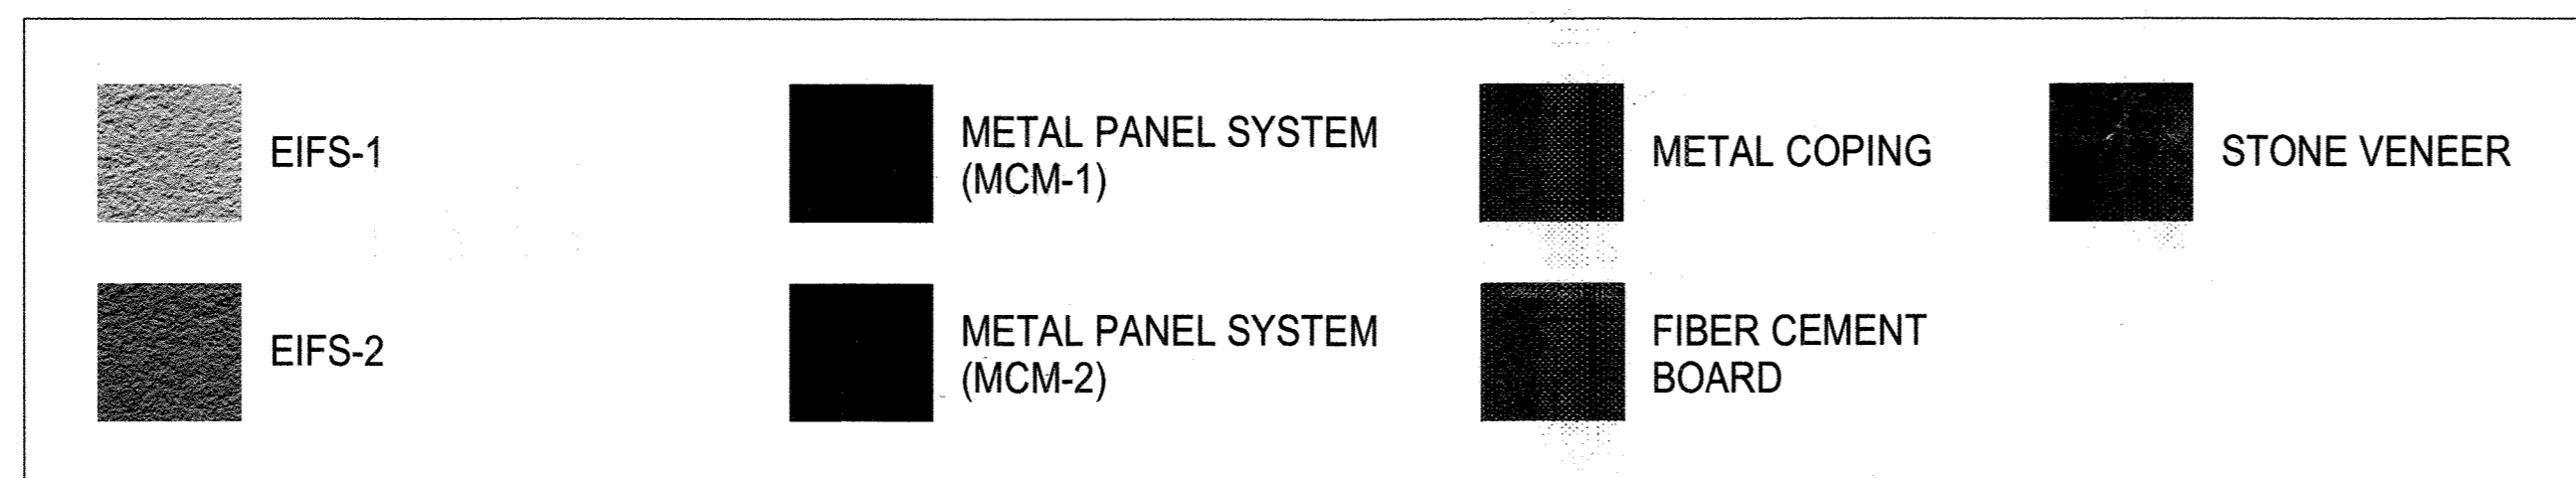 EIFS-1
METAL PANEL SYSTEM
(MCM-1)
METAL COPING
STONE VENEER
EIFS-2
METAL PANEL SYSTEM
(MCM-2)
FIBER CEMENT
BOARD